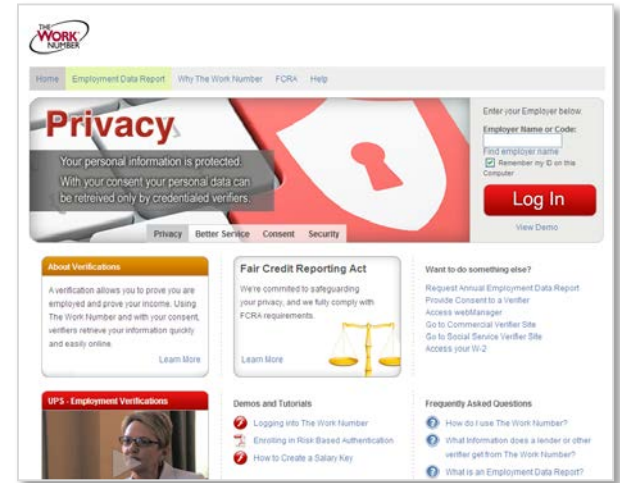 THE
WORK
NUMBER
Home Employment Data Report Why The Work Number FCRA Help
Privacy
Your personal information is protected.
With your consent your personal data can
be retreived only by credentialed verifiers.
Privacy Better Service Consent Security
Enter your Employer below.
Employer Name or Code:
Find employer name
Remember my ID on this
Computer
Log In
View Demo
About Verifications
A verification allows you to prove you are
employed and prove your income. Using
The Work Number and with your consent,
verifiers retrieve your information quickly
and easily online.
Learn More
Fair Credit Reporting Act
We're committed to safeguarding
your privacy, and we fully comply with
FCRA requirements.
Learn More
Want to do something else?
Request Annual Employment Data Report
Provide Consent to a Verifier
Access webManager
Go to Commercial Verifier Site
Go to Social Service Verifier Site
Access your W-2
UPS - Employment Verifications
Demos and Tutorials
Logging into The Work Number
Enrolling in Risk Based Authentication
How to Create a Salary Key
Frequently Asked Questions
How do I use The Work Number?
What Information does a lender or other
verifier get from The Work Number?
What is an Employment Data Report?